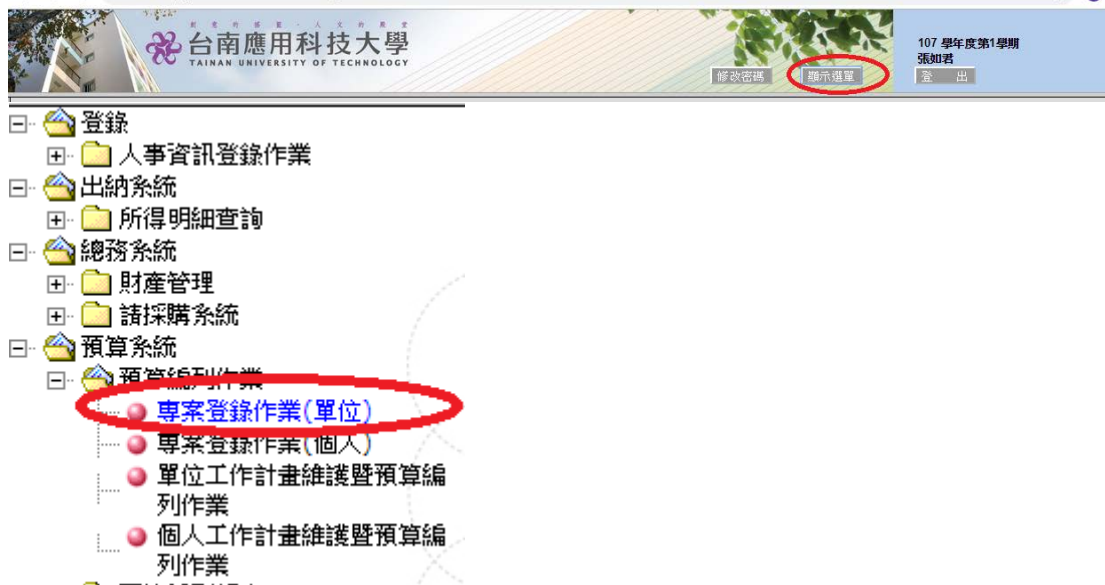 台南應用科技大學
TAINAN UNIVERSITY OF TECHNOLOGY
107 學年度第1學期
張如君
修改密碼
顯示選單
登 出
登錄
人事資訊登錄作業
出納系統
所得明細查詢
總務系統
財產管理
請採購系統
預算系統
預算編列作業
專案登錄作業(單位)
專案登錄作業(個人)
單位工作計畫維護暨預算編
列作業
個人工作計畫維護暨預算編
列作業